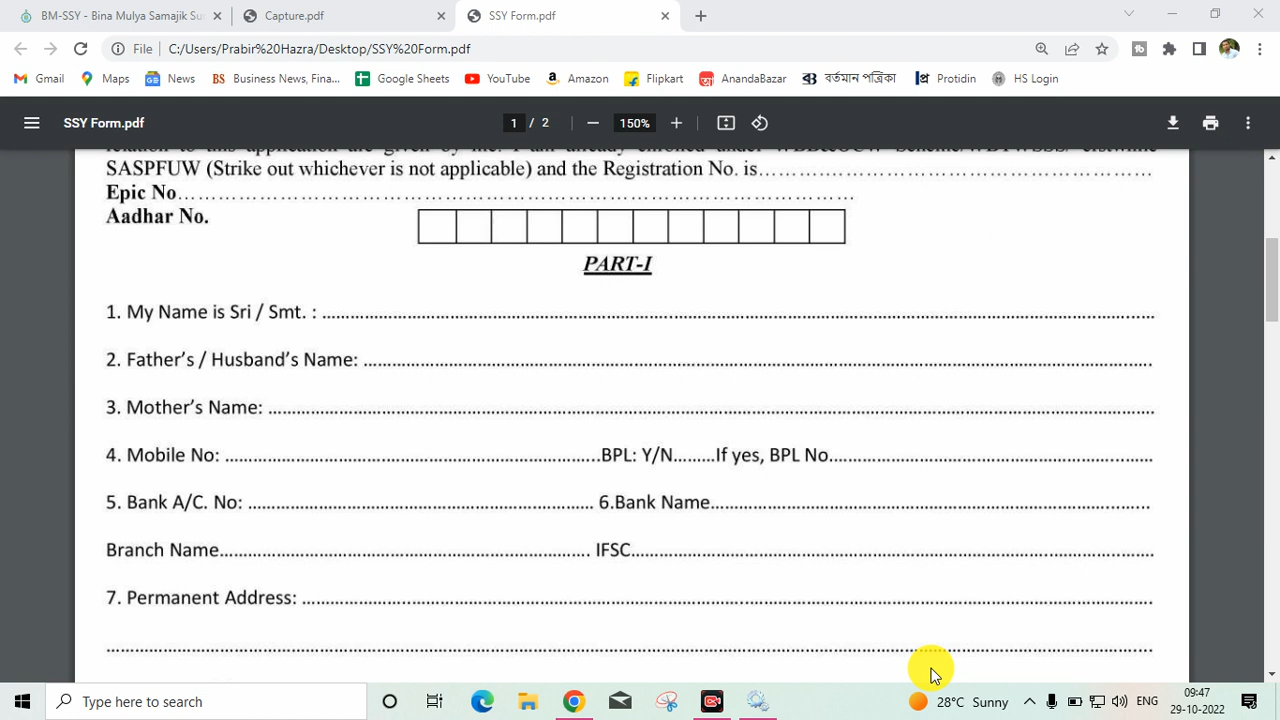 BM-SSY - Bina Mulya Samajik Su
Capture.pdf
SSY Form.pdf
File C:/Users/Prabir%20Hazra/Desktop/SSY%20Form.pdf
Gmail Maps News BS Business News, Fina... Google Sheets YouTube Amazon Flipkart AnandaBazar বর্তমান পত্রিকা Protidin HS Login
SSY Form.pdf 1 / 2 150%
SASPFUW (Strike out whichever is not applicable) and the Registration No. is……………………………………………
Epic No……………………………………………………………………………
Aadhar No.
PART-I
1. My Name is Sri / Smt. : ……………………………………………………………………………………
2. Father's / Husband's Name: ……………………………………………………………………………………
3. Mother's Name: ……………………………………………………………………………………
4. Mobile No: ……………………………………………..BPL: Y/N………If yes, BPL No……………………………………………
5. Bank A/C. No: …………………………………………… 6.Bank Name……………………………………………
Branch Name……………………………………………. IFSC……………………………………………
7. Permanent Address: ……………………………………………………………………………………
……………………………………………………………………………………
Type here to search
28°C Sunny
ENG
09:47
29-10-2022